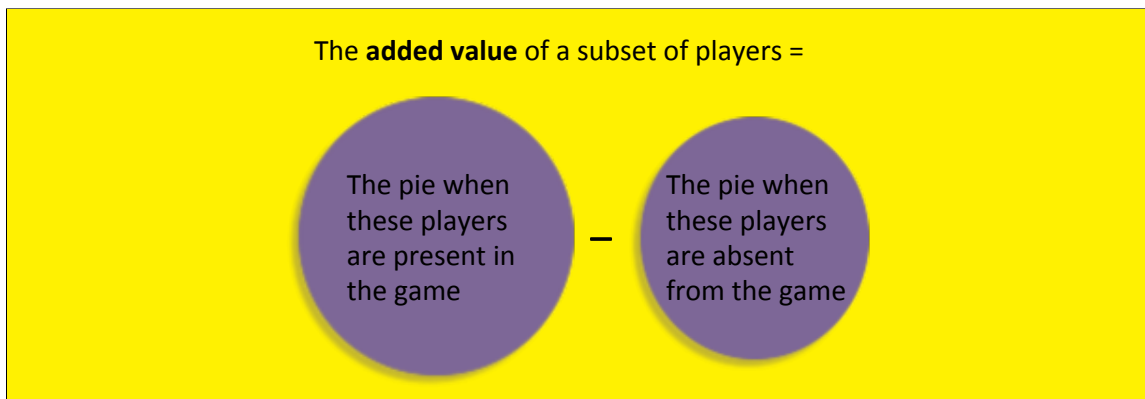 The added value of a subset of players =
The pie when
these players
are present in
the game
–
The pie when
these players
are absent
from the game